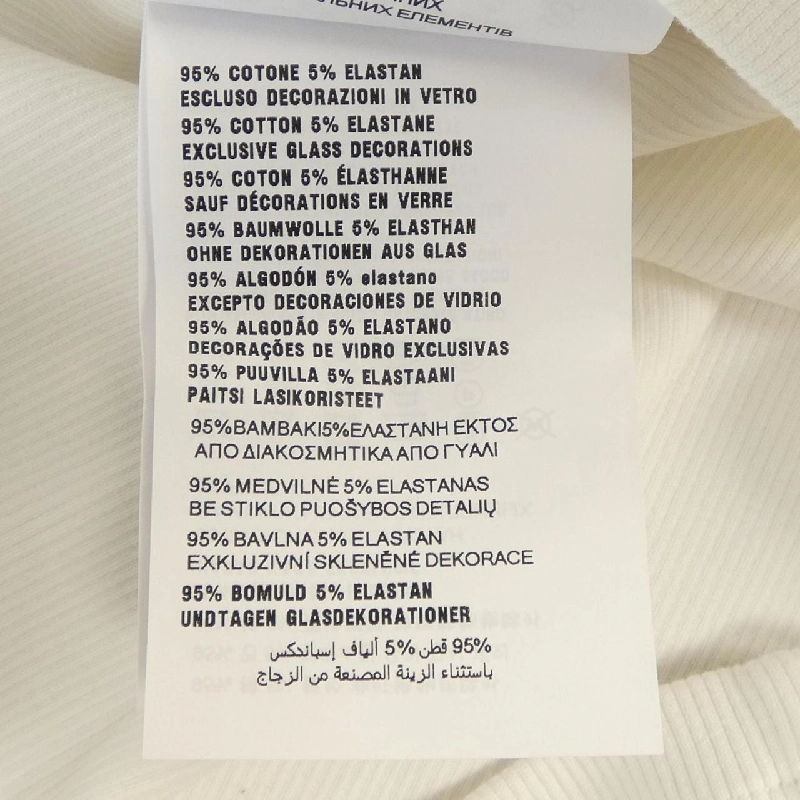 ЛЬНИХ ЕЛЕМЕНТІВ
95% COTONE 5% ELASTAN
ESCLUSO DECORAZIONI IN VETRO
95% COTTON 5% ELASTANE
EXCLUSIVE GLASS DECORATIONS
95% COTON 5% ÉLASTHANNE
SAUF DÉCORATIONS EN VERRE
95% BAUMWOLLE 5% ELASTHAN
OHNE DEKORATIONEN AUS GLAS
95% ALGODÓN 5% elastano
EXCEPTO DECORACIONES DE VIDRIO
95% ALGODÃO 5% ELASTANO
DECORAÇÕES DE VIDRO EXCLUSIVAS
95% PUUVILLA 5% ELASTAANI
PAITSI LASIKORISTEET
95%ΒΑΜΒΑΚΙ5%ΕΛΑΣΤΑΝΗ ΕΚΤΟΣ
ΑΠΟ ΔΙΑΚΟΣΜΗΤΙΚΑ ΑΠΟ ΓΥΑΛΙ
95% MEDVILNĖ 5% ELASTANAS
BE STIKLO PUOŠYBOS DETALIŲ
95% BAVLNA 5% ELASTAN
EXKLUZIVNÍ SKLENĚNÉ DEKORACE
95% BOMULD 5% ELASTAN
UNDTAGEN GLASDEKORATIONER
95% قطن 5% ألياف إسباندكس
باستثناء الزينة المصنعة من الزجاج